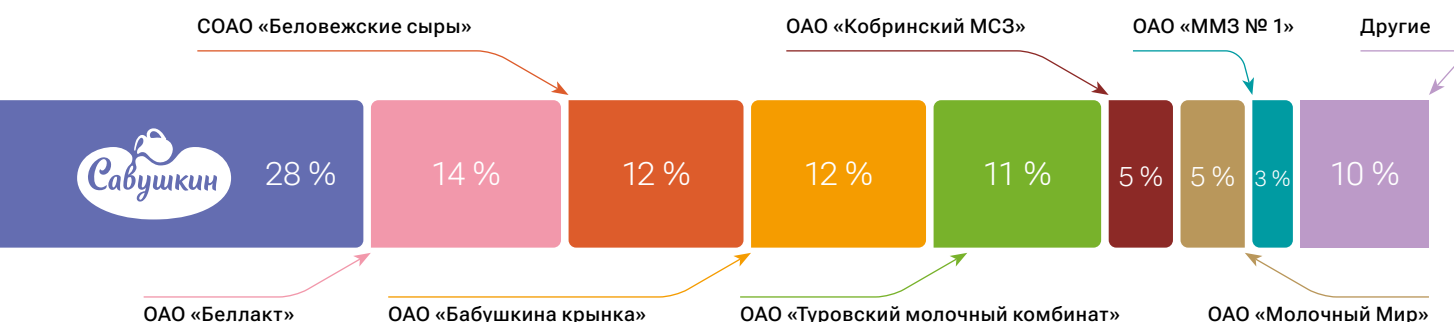 СОАО «Беловежские сыры»
ОАО «Кобринский МСЗ»
ОАО «ММЗ № 1»
Другие
Савушкин
28 %
14 %
12 %
12 %
11 %
5 %
5 %
3 %
10 %
ОАО «Беллакт»
ОАО «Бабушкина крынка»
ОАО «Туровский молочный комбинат»
ОАО «Молочный Мир»